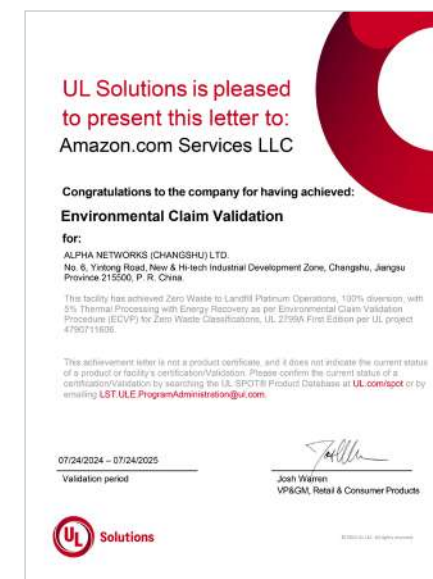 UL Solutions is pleased
to present this letter to:
Amazon.com Services LLC
Congratulations to the company for having achieved:
Environmental Claim Validation
for:
ALPHA NETWORKS (CHANGSHU) LTD.
No. 6, Yintong Road, New & Hi-tech Industrial Development Zone, Changshu, Jiangsu
Province 215500, P. R. China.
This facility has achieved Zero Waste to Landfill Platinum Operations, 100% diversion, with
5% Thermal Processing with Energy Recovery as per Environmental Claim Validation
Procedure (ECVP) for Zero Waste Classifications, UL 2799A First Edition per UL project
4790711606.
This achievement letter is not a product certificate, and it does not indicate the current status
of a product or facility's certification/Validation. Please confirm the current status of a
certification/Validation by searching the UL SPOT® Product Database at UL.com/spot or by
emailing LST.ULE.ProgramAdministration@ul.com.
07/24/2024 – 07/24/2025
Validation period
Josh Warren
VP&GM, Retail & Consumer Products
UL Solutions